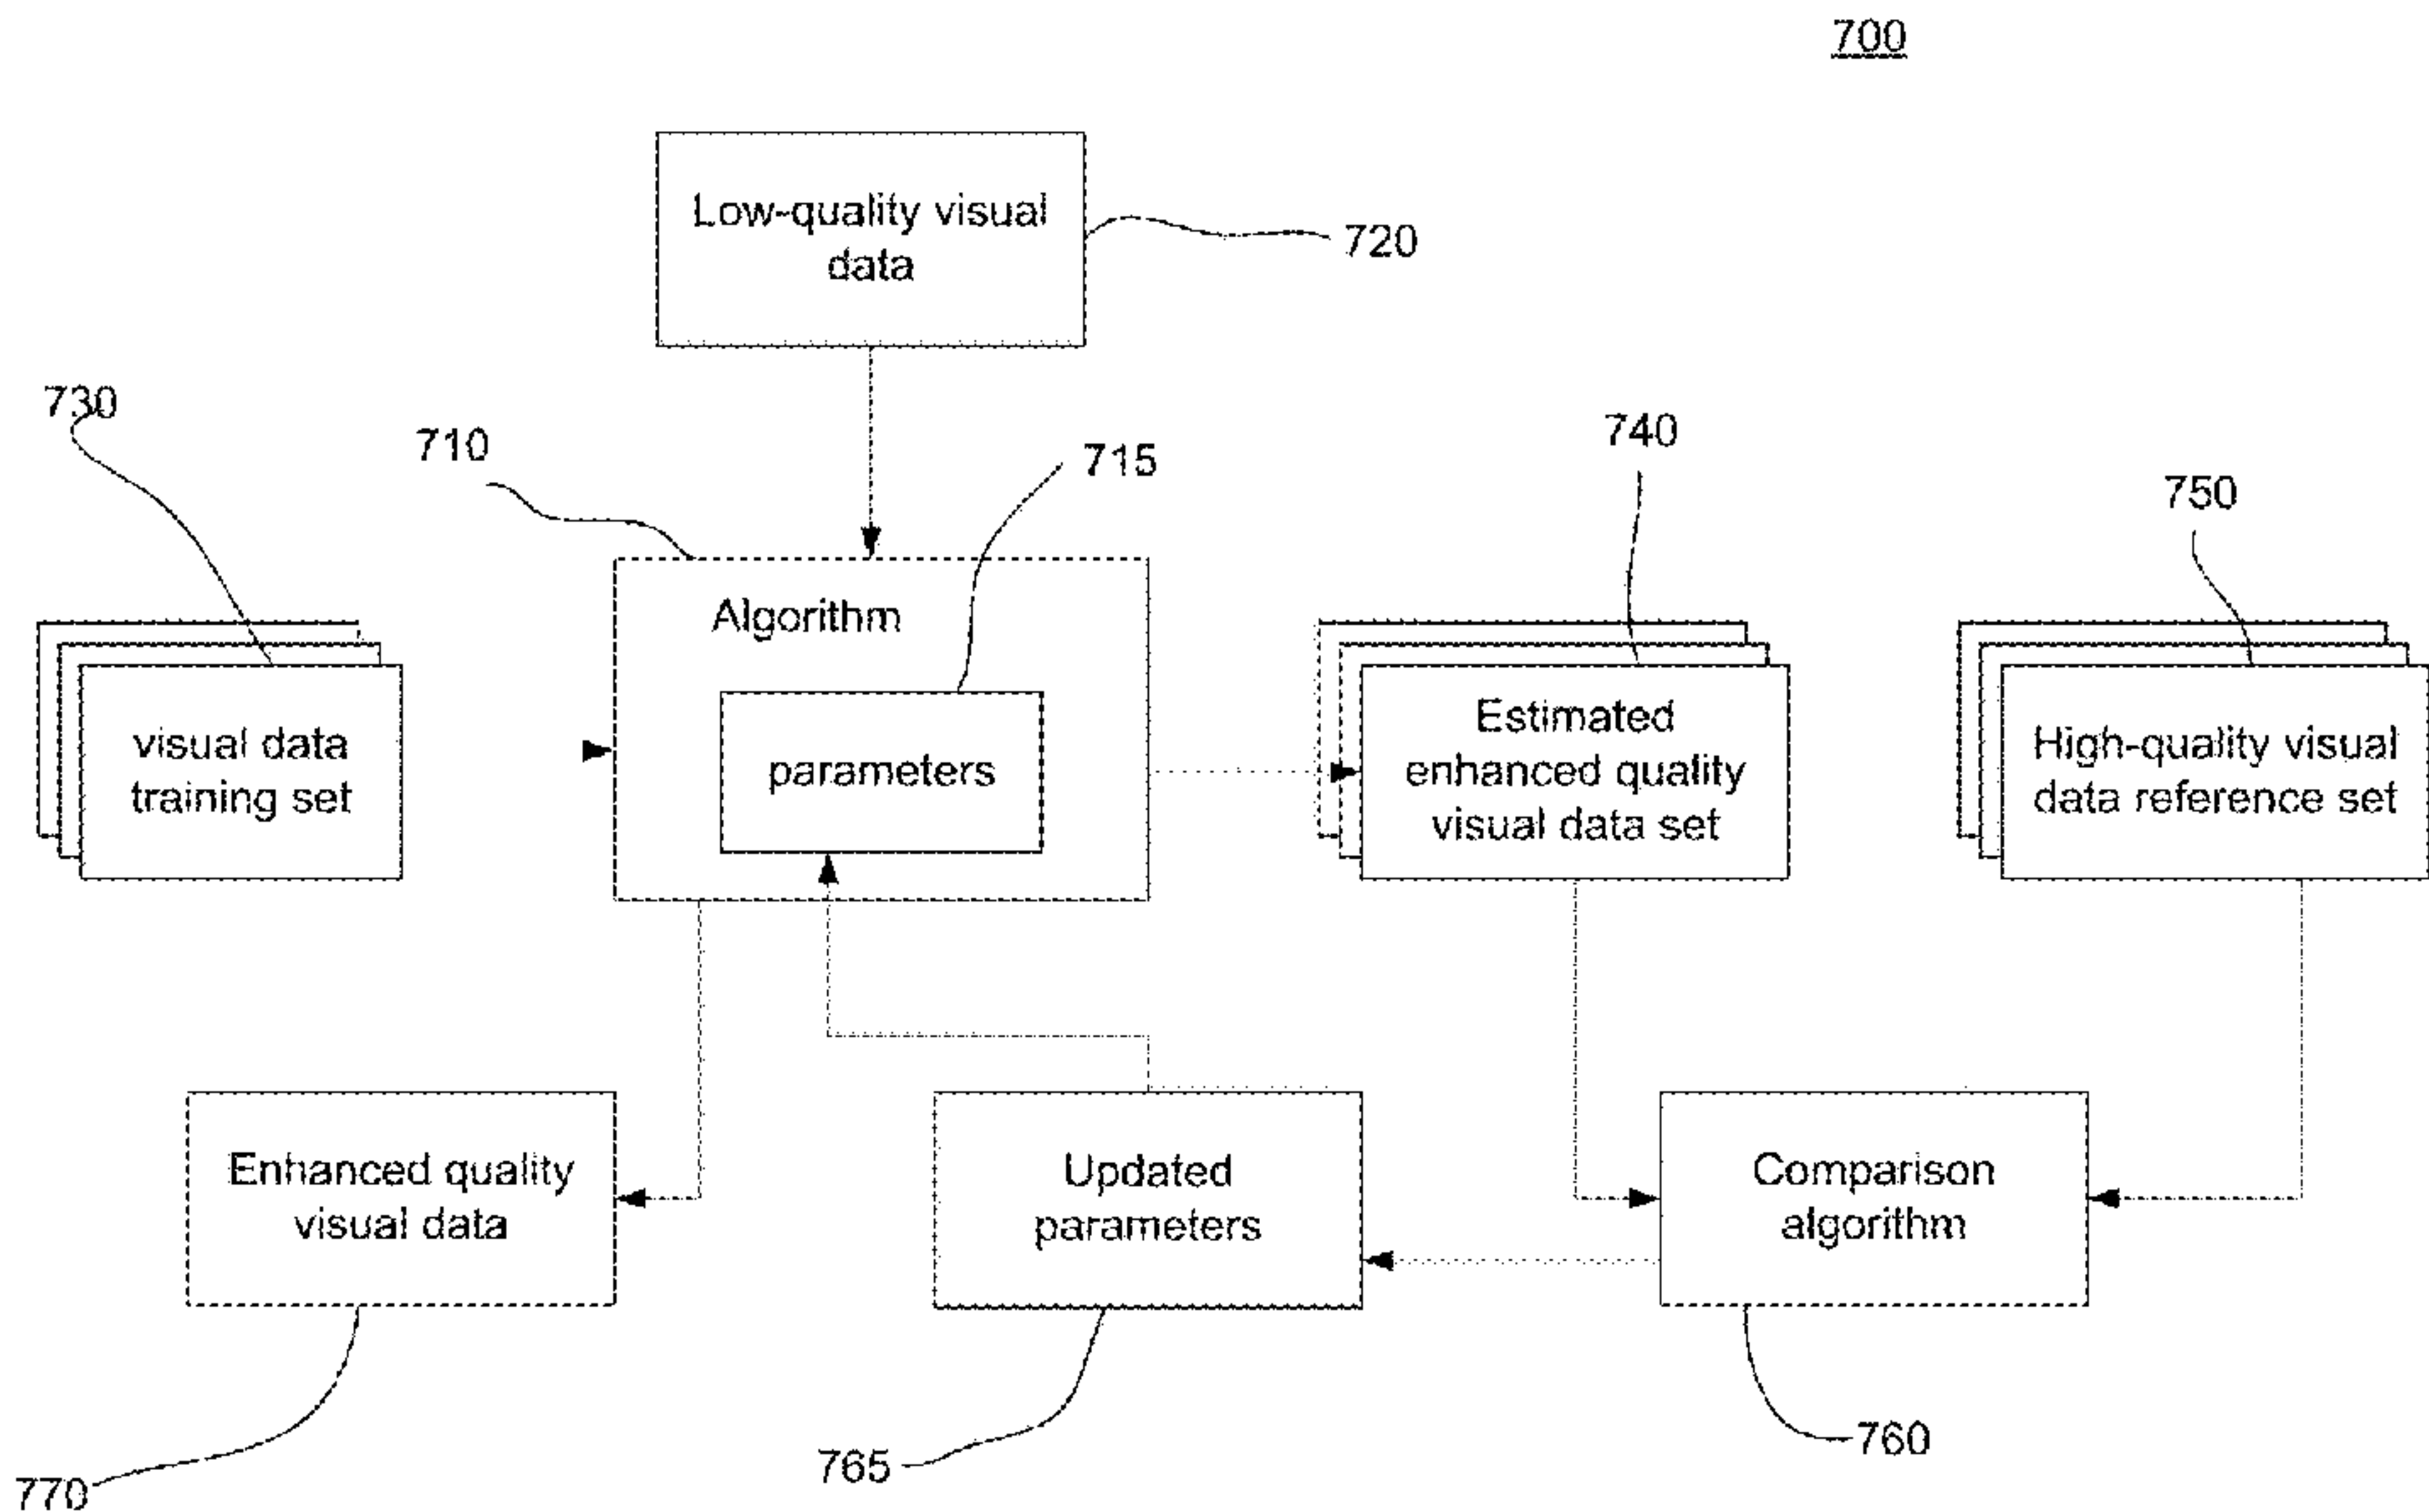 700
Low-quality visual
data
720
730
710
715
740
750
Algorithm
visual data
training set
parameters
Estimated
enhanced quality
visual data set
High-quality visual
data reference set
Enhanced quality
visual data
Updated
parameters
Comparison
algorithm
770
765
760